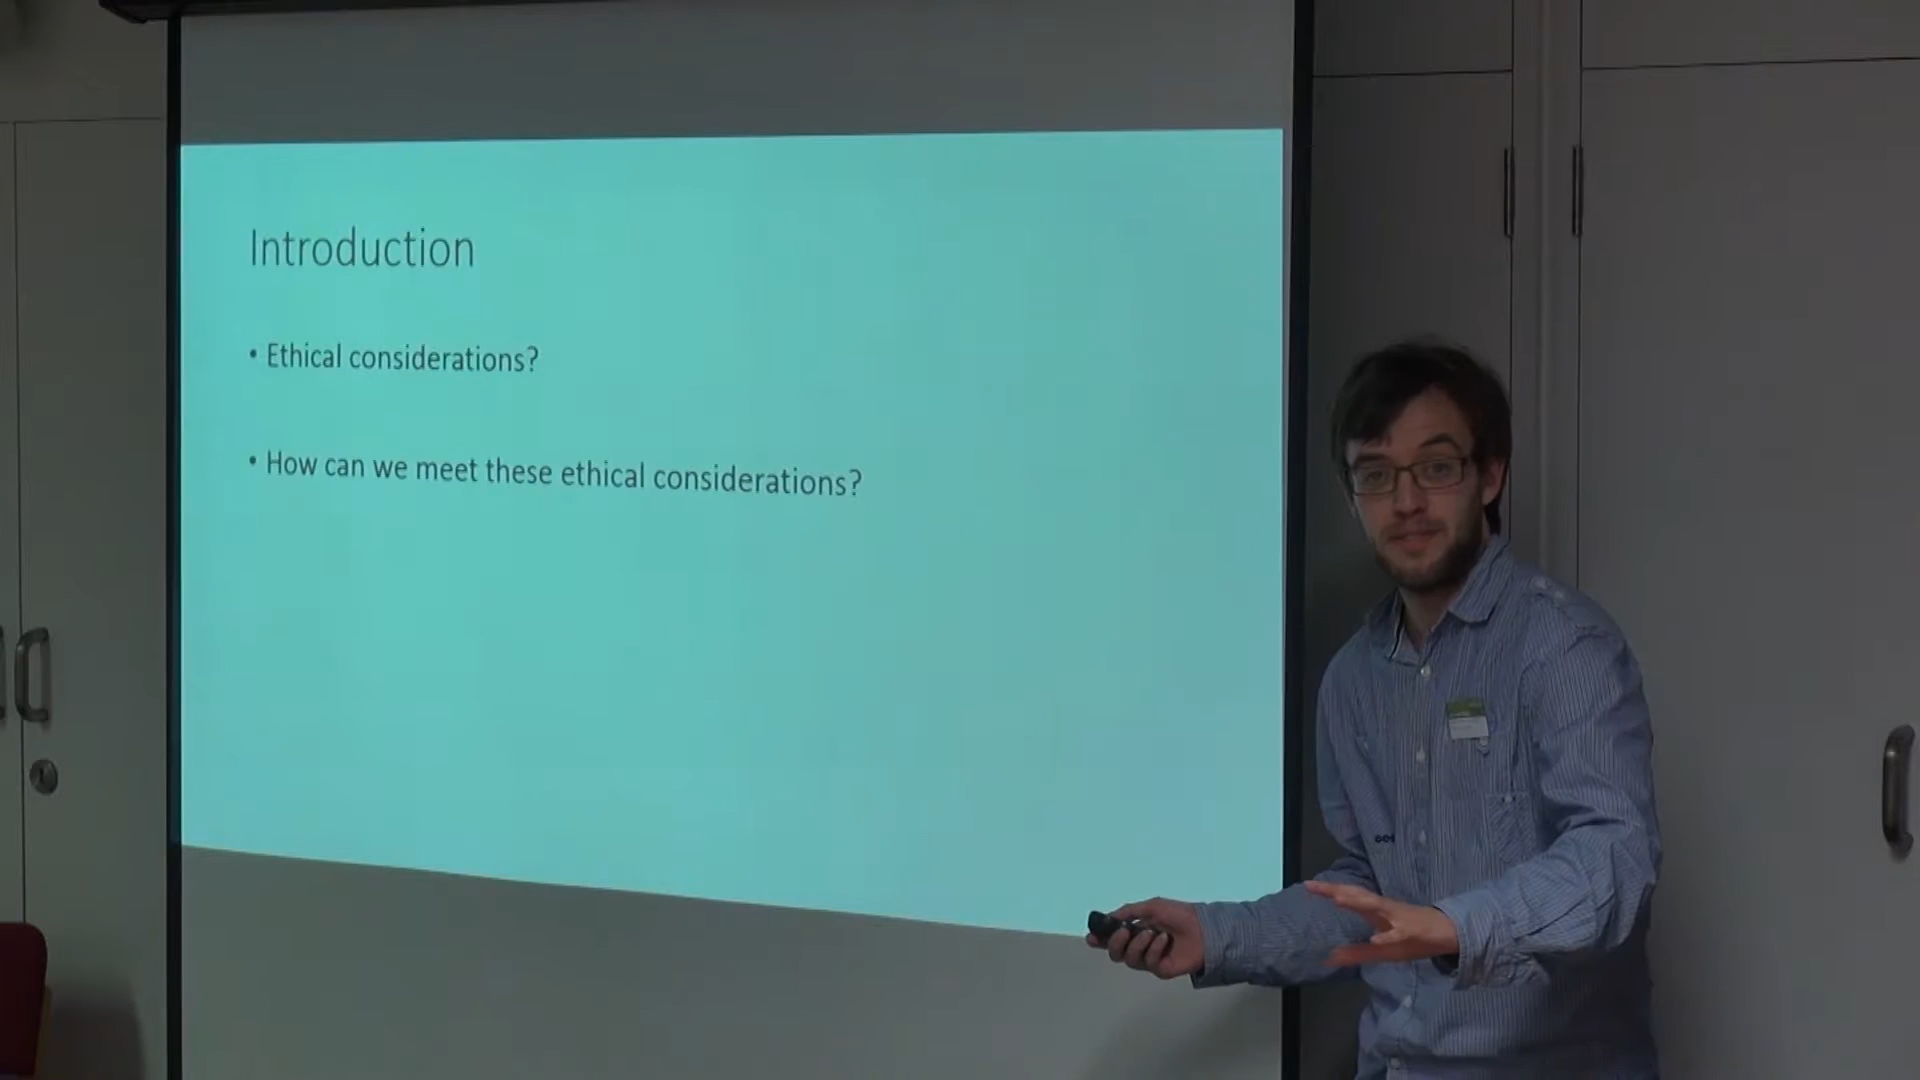 Introduction
• Ethical considerations?
• How can we meet these ethical considerations?